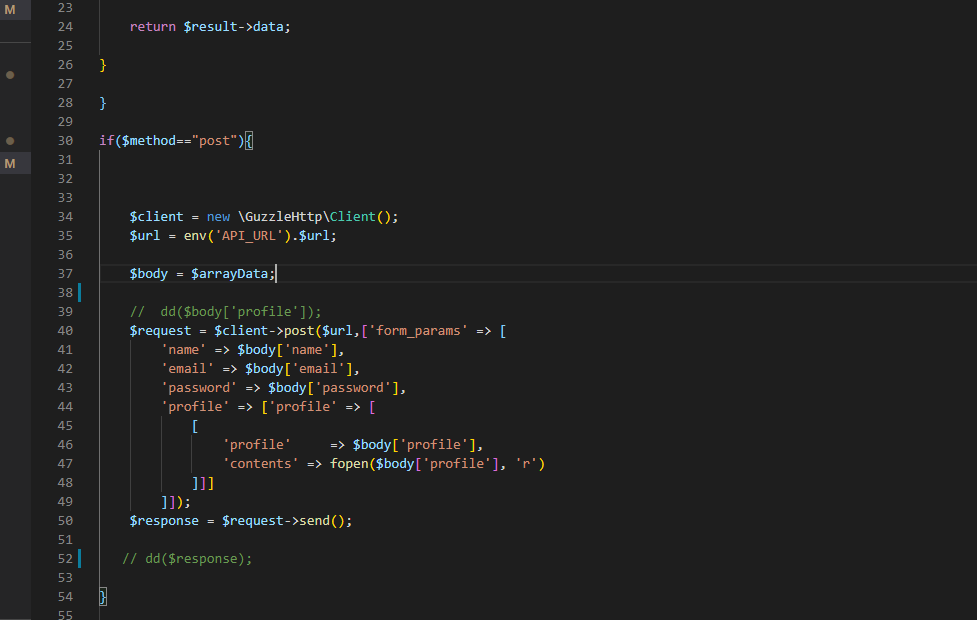 M
23
24 return $result->data;
25
26 }
27
28 }
29
30 if($method=="post"){
31
32
33
34 $client = new \GuzzleHttp\Client();
35 $url = env('API_URL').$url;
36
37 $body = $arrayData;
38
39 // dd($body['profile']);
40 $request = $client->post($url,['form_params' => [
41 'name' => $body['name'],
42 'email' => $body['email'],
43 'password' => $body['password'],
44 'profile' => ['profile' => [
45 [
46 'profile' => $body['profile'],
47 'contents' => fopen($body['profile'], 'r')
48 ]]]
49 ]]);
50 $response = $request->send();
51
52 // dd($response);
53
54 }
55
M